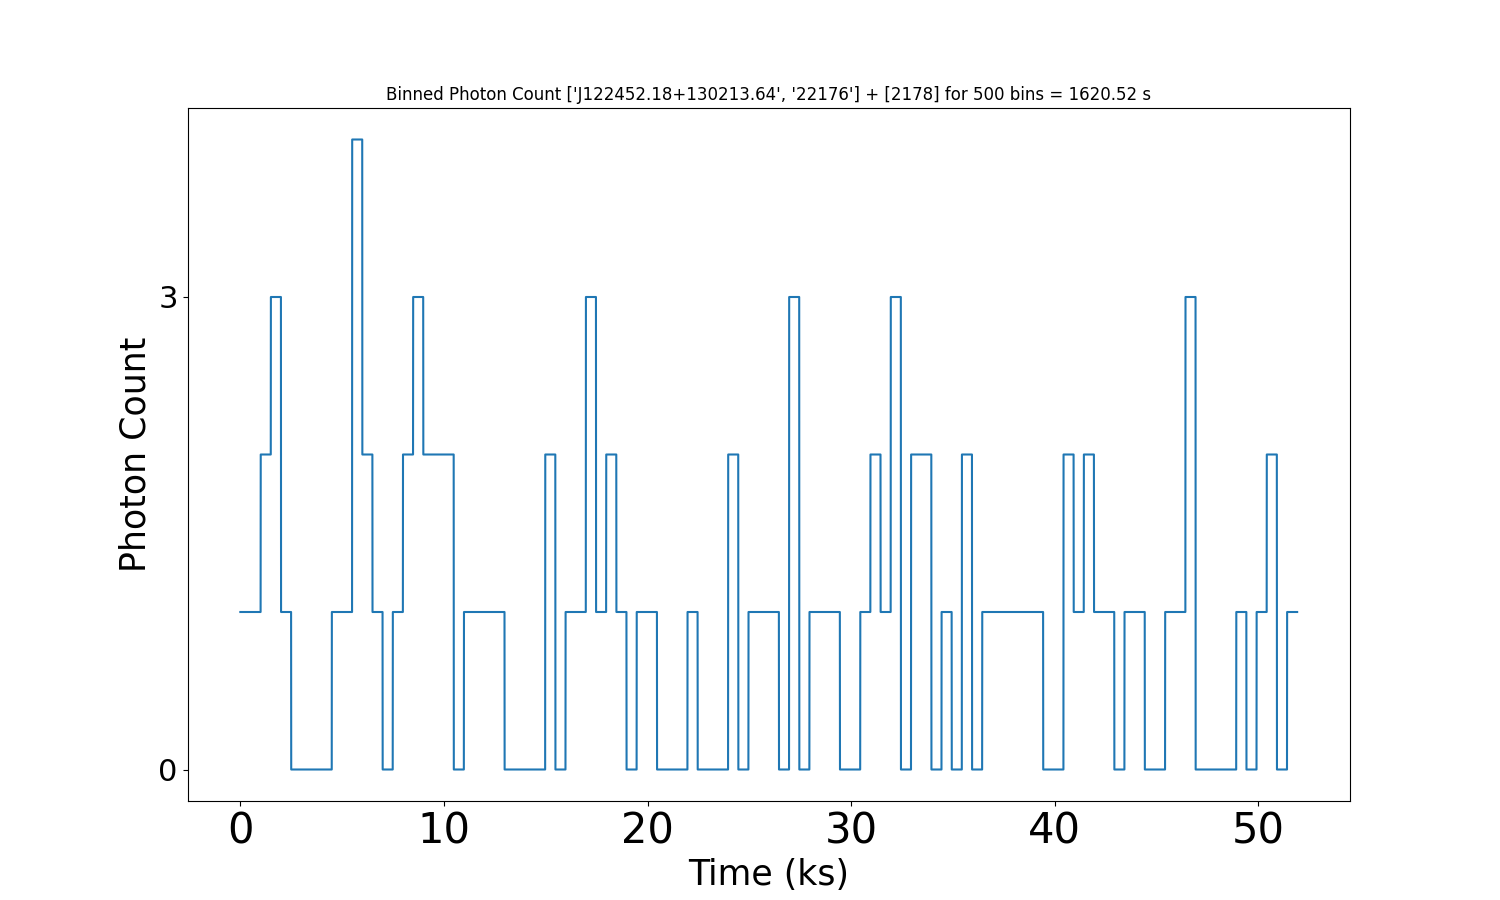 Binned Photon Count ['J122452.18+130213.64', '22176'] + [2178] for 500 bins = 1620.52 s
Photon Count
3
0
0 10 20 30 40 50
Time (ks)